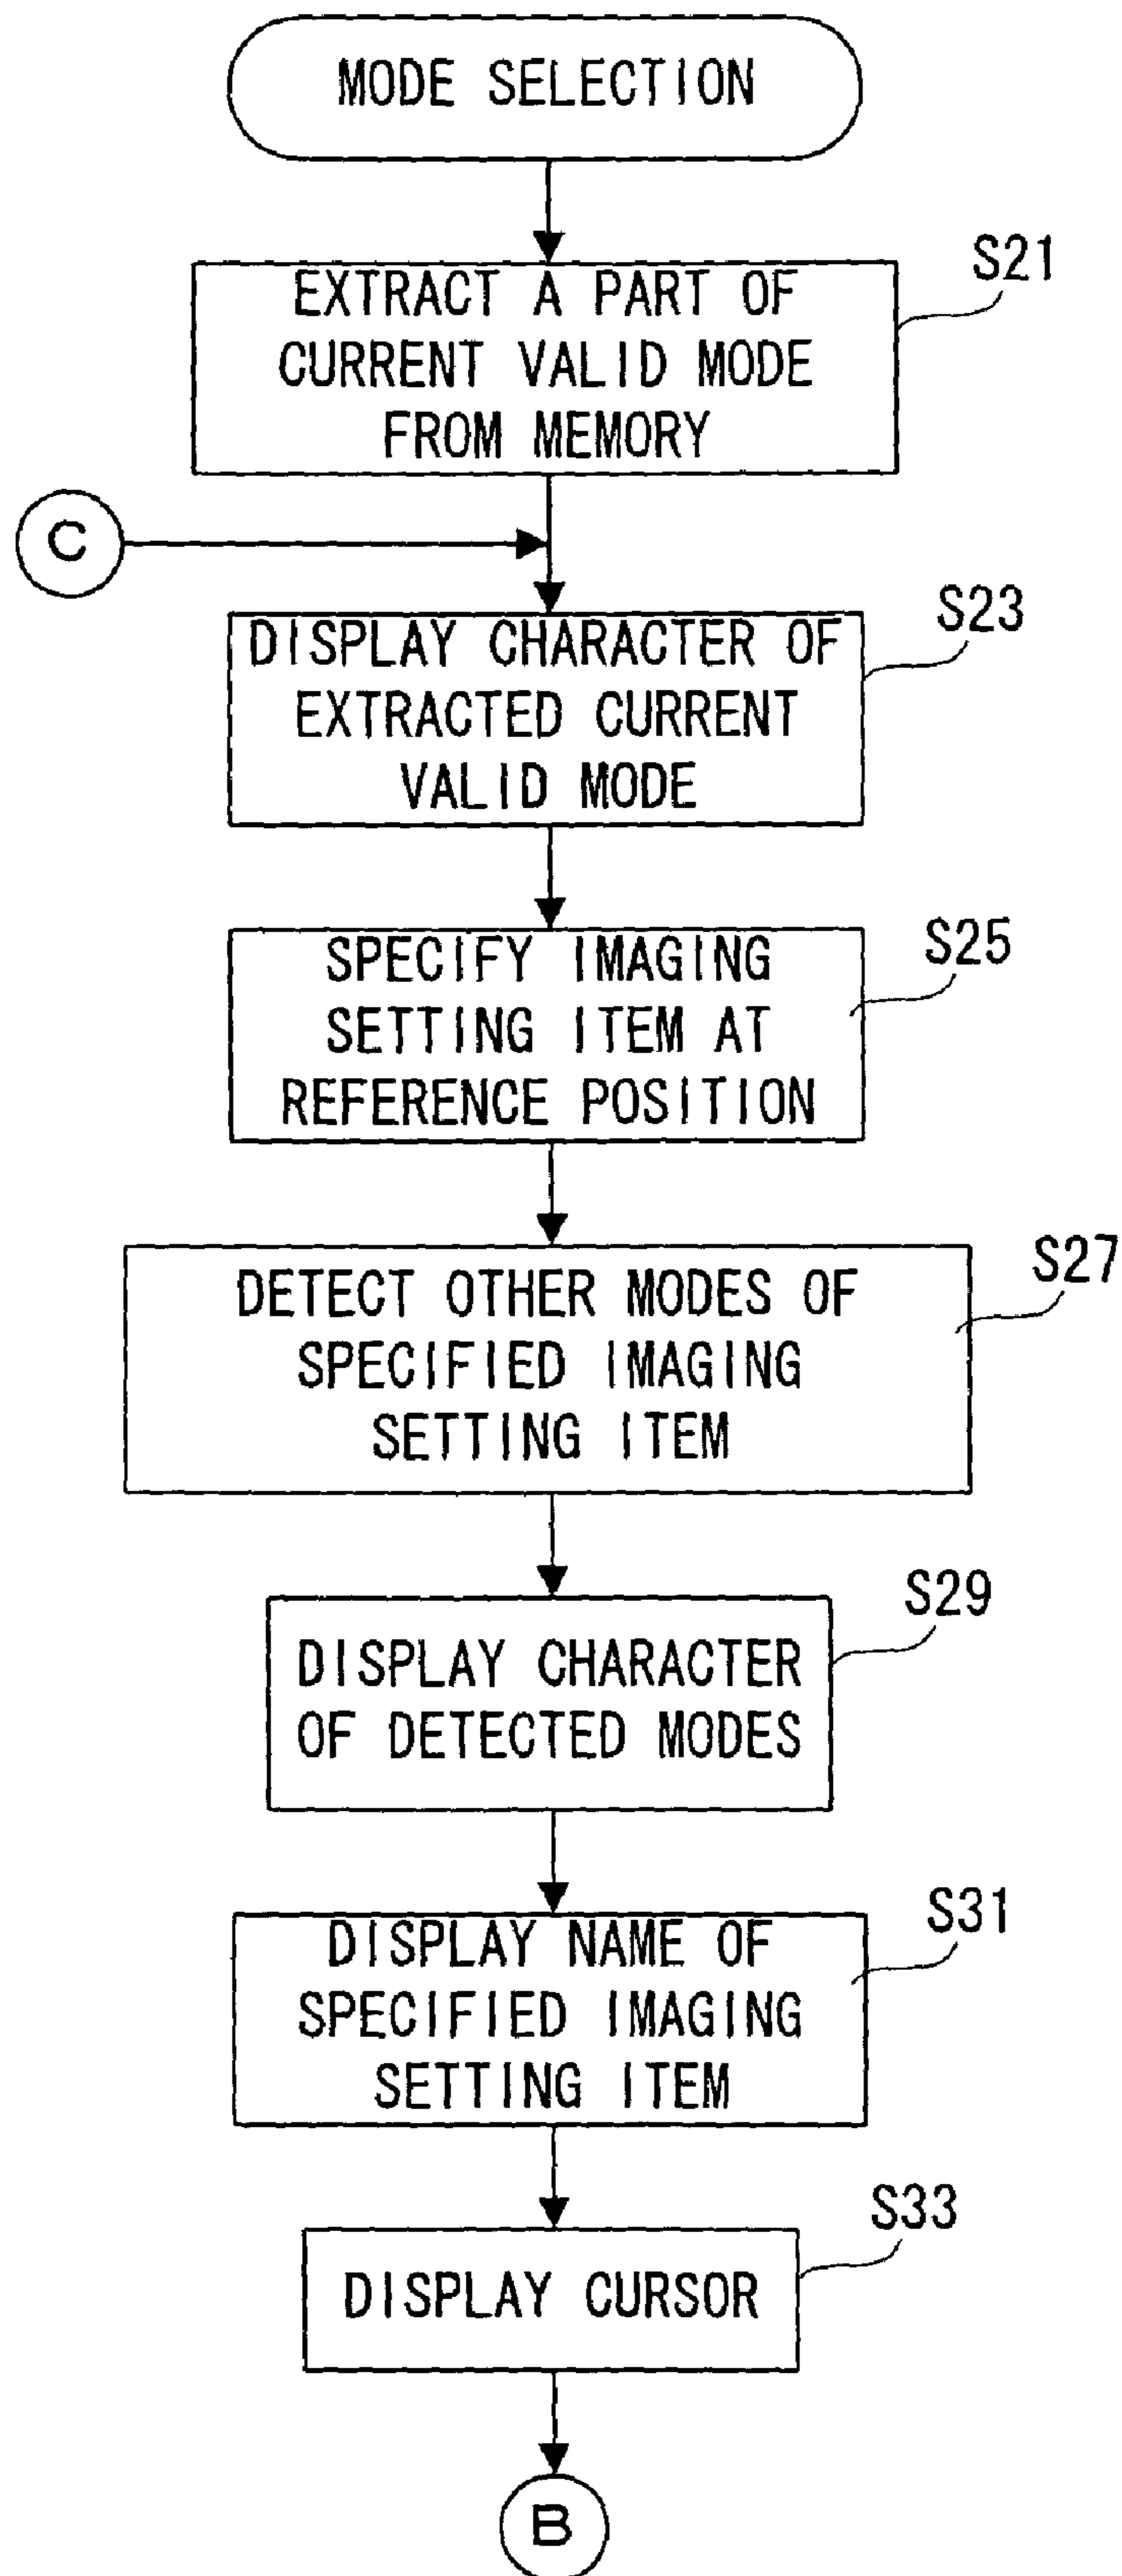 MODE SELECTION
S21
EXTRACT A PART OF
CURRENT VALID MODE
FROM MEMORY
C
S23
DISPLAY CHARACTER OF
EXTRACTED CURRENT
VALID MODE
S25
SPECIFY IMAGING
SETTING ITEM AT
REFERENCE POSITION
S27
DETECT OTHER MODES OF
SPECIFIED IMAGING
SETTING ITEM
S29
DISPLAY CHARACTER
OF DETECTED MODES
S31
DISPLAY NAME OF
SPECIFIED IMAGING
SETTING ITEM
S33
DISPLAY CURSOR
B